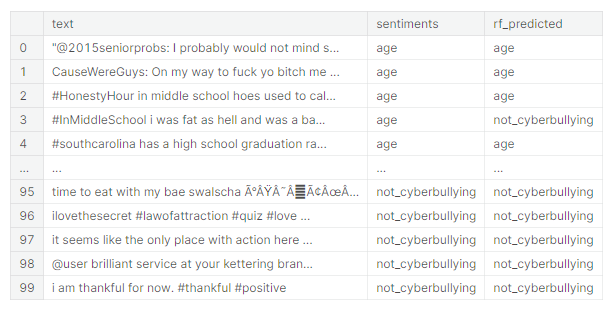 text sentiments rf_predicted
0 "@2015seniorprobs: I probably would not mind s... age age
1 CauseWereGuys: On my way to fuck yo bitch me ... age age
2 #HonestyHour in middle school hoes used to cal... age age
3 #InMiddleSchool i was fat as hell and was a ba... age not_cyberbullying
4 #southcarolina has a high school graduation ra... age age
... ... ... ...
95 time to eat with my bae swalscha not_cyberbullying not_cyberbullying
96 ilovethesecret #lawofattraction #quiz #love ... not_cyberbullying not_cyberbullying
97 it seems like the only place with action here ... not_cyberbullying not_cyberbullying
98 @user brilliant service at your kettering bran... not_cyberbullying not_cyberbullying
99 i am thankful for now. #thankful #positive not_cyberbullying not_cyberbullying